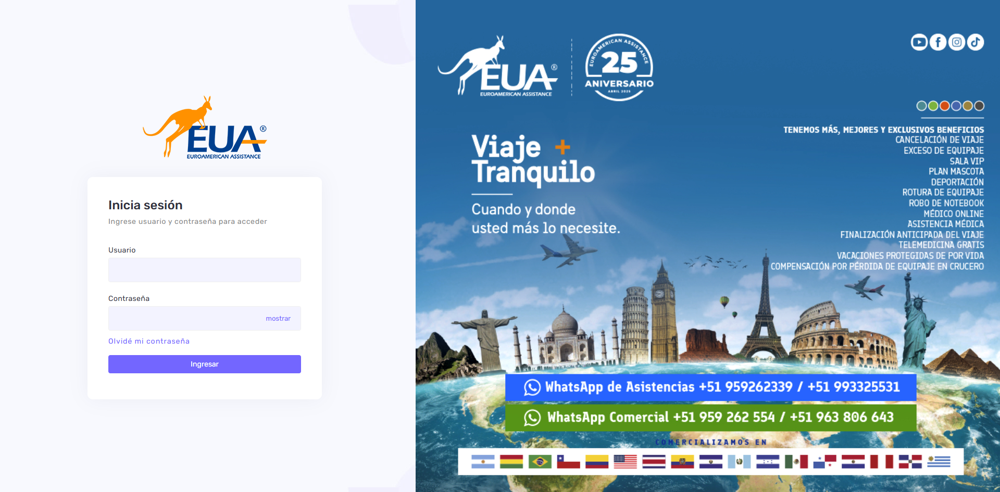 EUA®
EUROAMERICAN ASSISTANCE
Inicia sesión
Ingrese usuario y contraseña para acceder
Usuario
Contraseña
mostrar
Olvidé mi contraseña
Ingresar
EUA®
EUROAMERICAN ASSISTANCE
EUROAMERICAN ASSISTANCE
25
ANIVERSARIO
ABRIL 2025
Viaje +
Tranquilo
Cuando y donde
usted más lo necesite.
TENEMOS MÁS, MEJORES Y EXCLUSIVOS BENEFICIOS
CANCELACIÓN DE VIAJE
EXCESO DE EQUIPAJE
SALA VIP
PLAN MASCOTA
DEPORTACIÓN
ROTURA DE EQUIPAJE
ROBO DE NOTEBOOK
MÉDICO ONLINE
ASISTENCIA MÉDICA
FINALIZACIÓN ANTICIPADA DEL VIAJE
TELEMEDICINA GRATIS
VACACIONES PROTEGIDAS DE POR VIDA
COMPENSACIÓN POR PÉRDIDA DE EQUIPAJE EN CRUCERO
WhatsApp de Asistencias +51 959262339 / +51 993325531
WhatsApp Comercial +51 959 262 554 / +51 963 806 643
COMERCIALIZAMOS EN